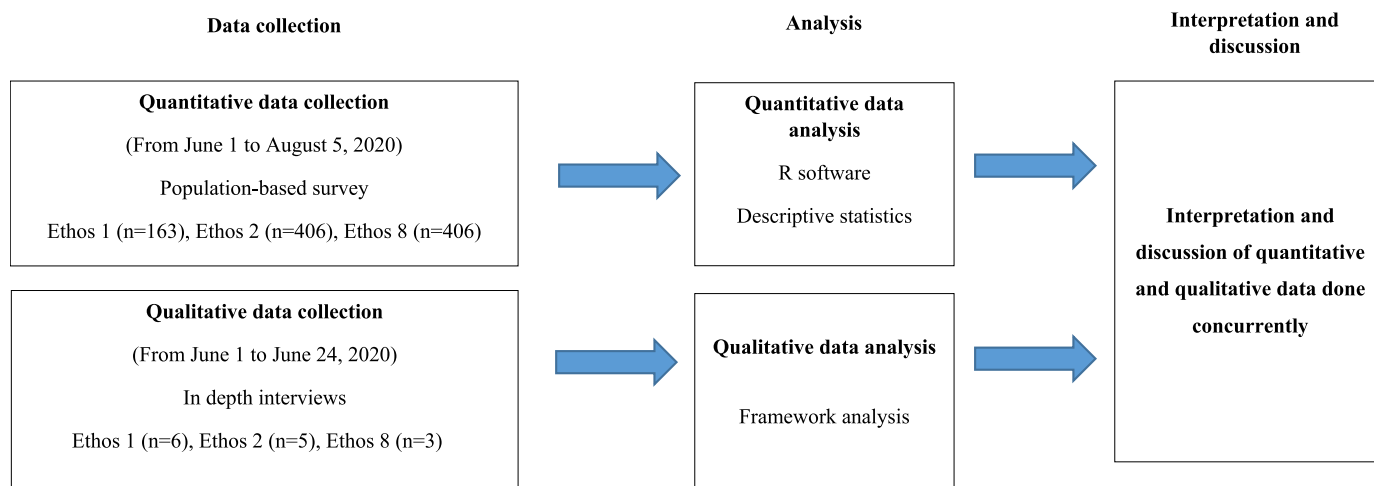 Data collection
Analysis
Interpretation and
discussion
Quantitative data collection
(From June 1 to August 5, 2020)
Population-based survey
Ethos 1 (n=163), Ethos 2 (n=406), Ethos 8 (n=406)
Quantitative data
analysis
R software
Descriptive statistics
Qualitative data collection
(From June 1 to June 24, 2020)
In depth interviews
Ethos 1 (n=6), Ethos 2 (n=5), Ethos 8 (n=3)
Qualitative data analysis
Framework analysis
Interpretation and
discussion of quantitative
and qualitative data done
concurrently